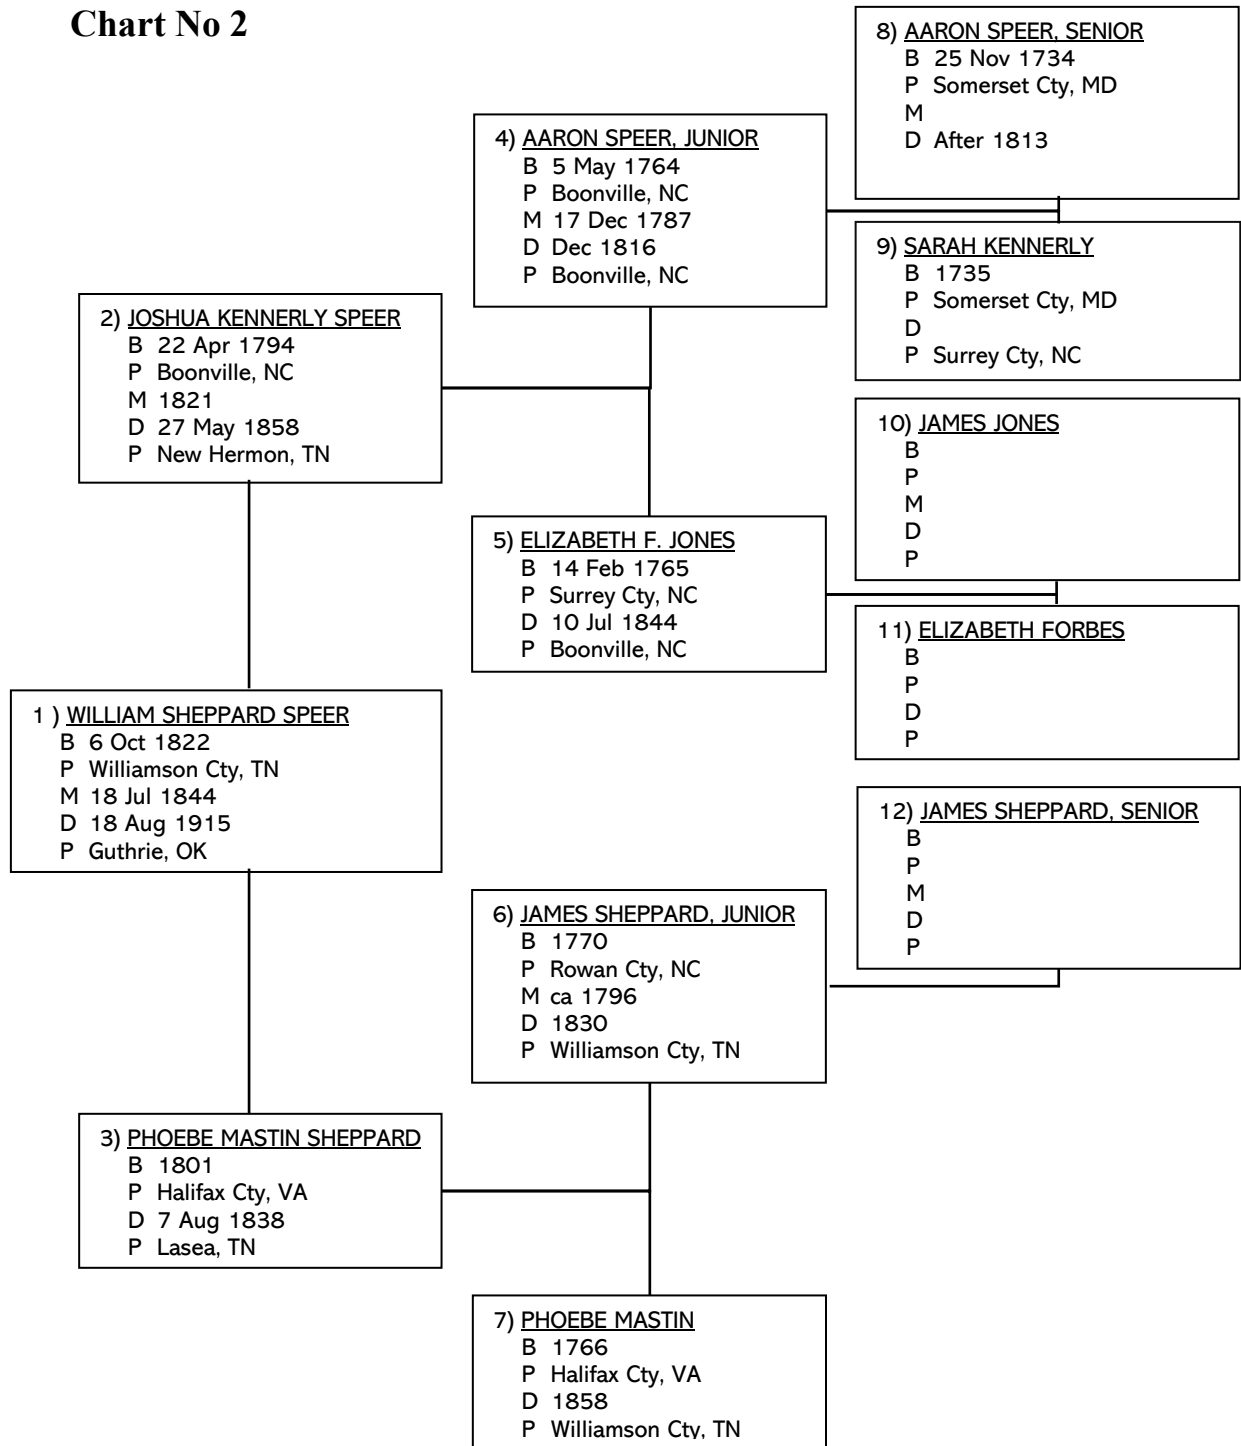 Chart No 2
8) AARON SPEER, SENIOR
B 25 Nov 1734
P Somerset Cty, MD
M
D After 1813
4) AARON SPEER, JUNIOR
B 5 May 1764
P Boonville, NC
M 17 Dec 1787
D Dec 1816
P Boonville, NC
9) SARAH KENNERLY
B 1735
P Somerset Cty, MD
D
P Surrey Cty, NC
2) JOSHUA KENNERLY SPEER
B 22 Apr 1794
P Boonville, NC
M 1821
D 27 May 1858
P New Hermon, TN
10) JAMES JONES
B
P
M
D
P
5) ELIZABETH F. JONES
B 14 Feb 1765
P Surrey Cty, NC
D 10 Jul 1844
P Boonville, NC
11) ELIZABETH FORBES
B
P
D
P
1 ) WILLIAM SHEPPARD SPEER
B 6 Oct 1822
P Williamson Cty, TN
M 18 Jul 1844
D 18 Aug 1915
P Guthrie, OK
12) JAMES SHEPPARD, SENIOR
B
P
M
D
P
6) JAMES SHEPPARD, JUNIOR
B 1770
P Rowan Cty, NC
M ca 1796
D 1830
P Williamson Cty, TN
3) PHOEBE MASTIN SHEPPARD
B 1801
P Halifax Cty, VA
D 7 Aug 1838
P Lasea, TN
7) PHOEBE MASTIN
B 1766
P Halifax Cty, VA
D 1858
P Williamson Cty, TN